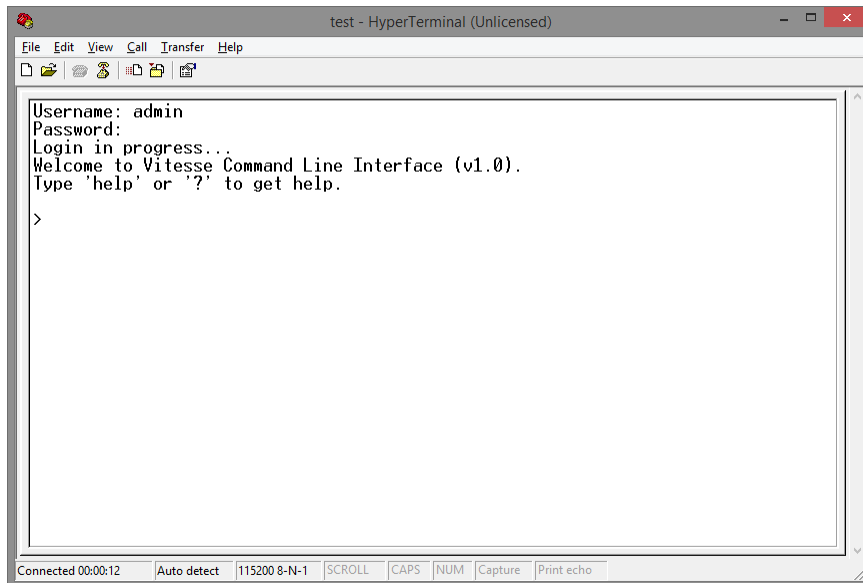 test - HyperTerminal (Unlicensed)
File Edit View Call Transfer Help
Username: admin
Password:
Login in progress...
Welcome to Vitesse Command Line Interface (v1.0).
Type 'help' or '?' to get help.
>
Connected 00:00:12 Auto detect 115200 8-N-1 SCROLL CAPS NUM Capture Print echo